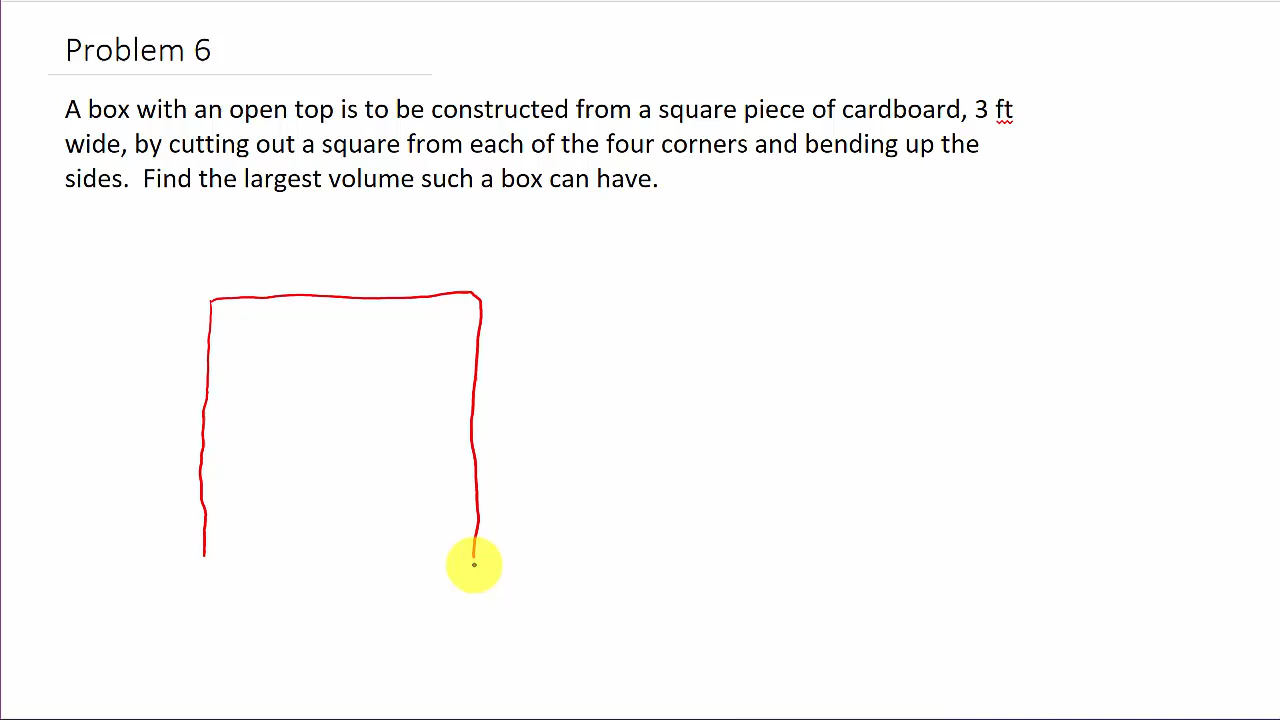 Problem 6
A box with an open top is to be constructed from a square piece of cardboard, 3 ft
wide, by cutting out a square from each of the four corners and bending up the
sides.  Find the largest volume such a box can have.